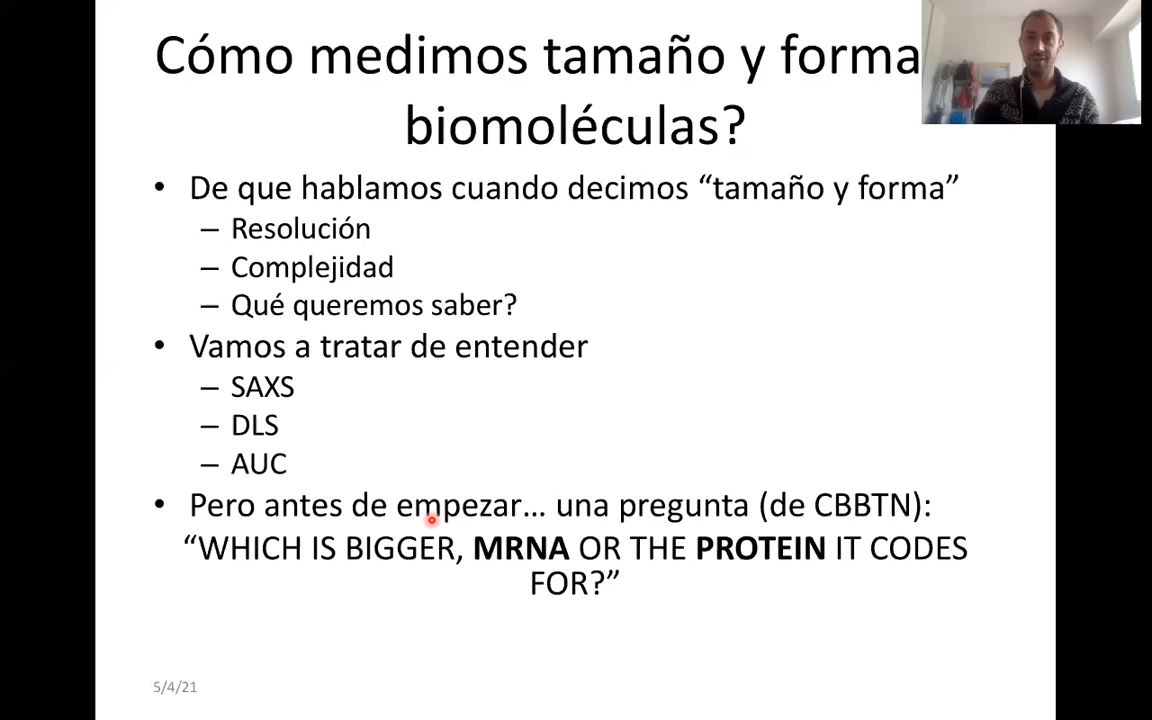 Cómo medimos tamaño y forma
biomoléculas?
• De que hablamos cuando decimos “tamaño y forma”
– Resolución
– Complejidad
– Qué queremos saber?
• Vamos a tratar de entender
– SAXS
– DLS
– AUC
• Pero antes de empezar… una pregunta (de CBBTN):
“WHICH IS BIGGER, MRNA OR THE PROTEIN IT CODES
FOR?”
5/4/21